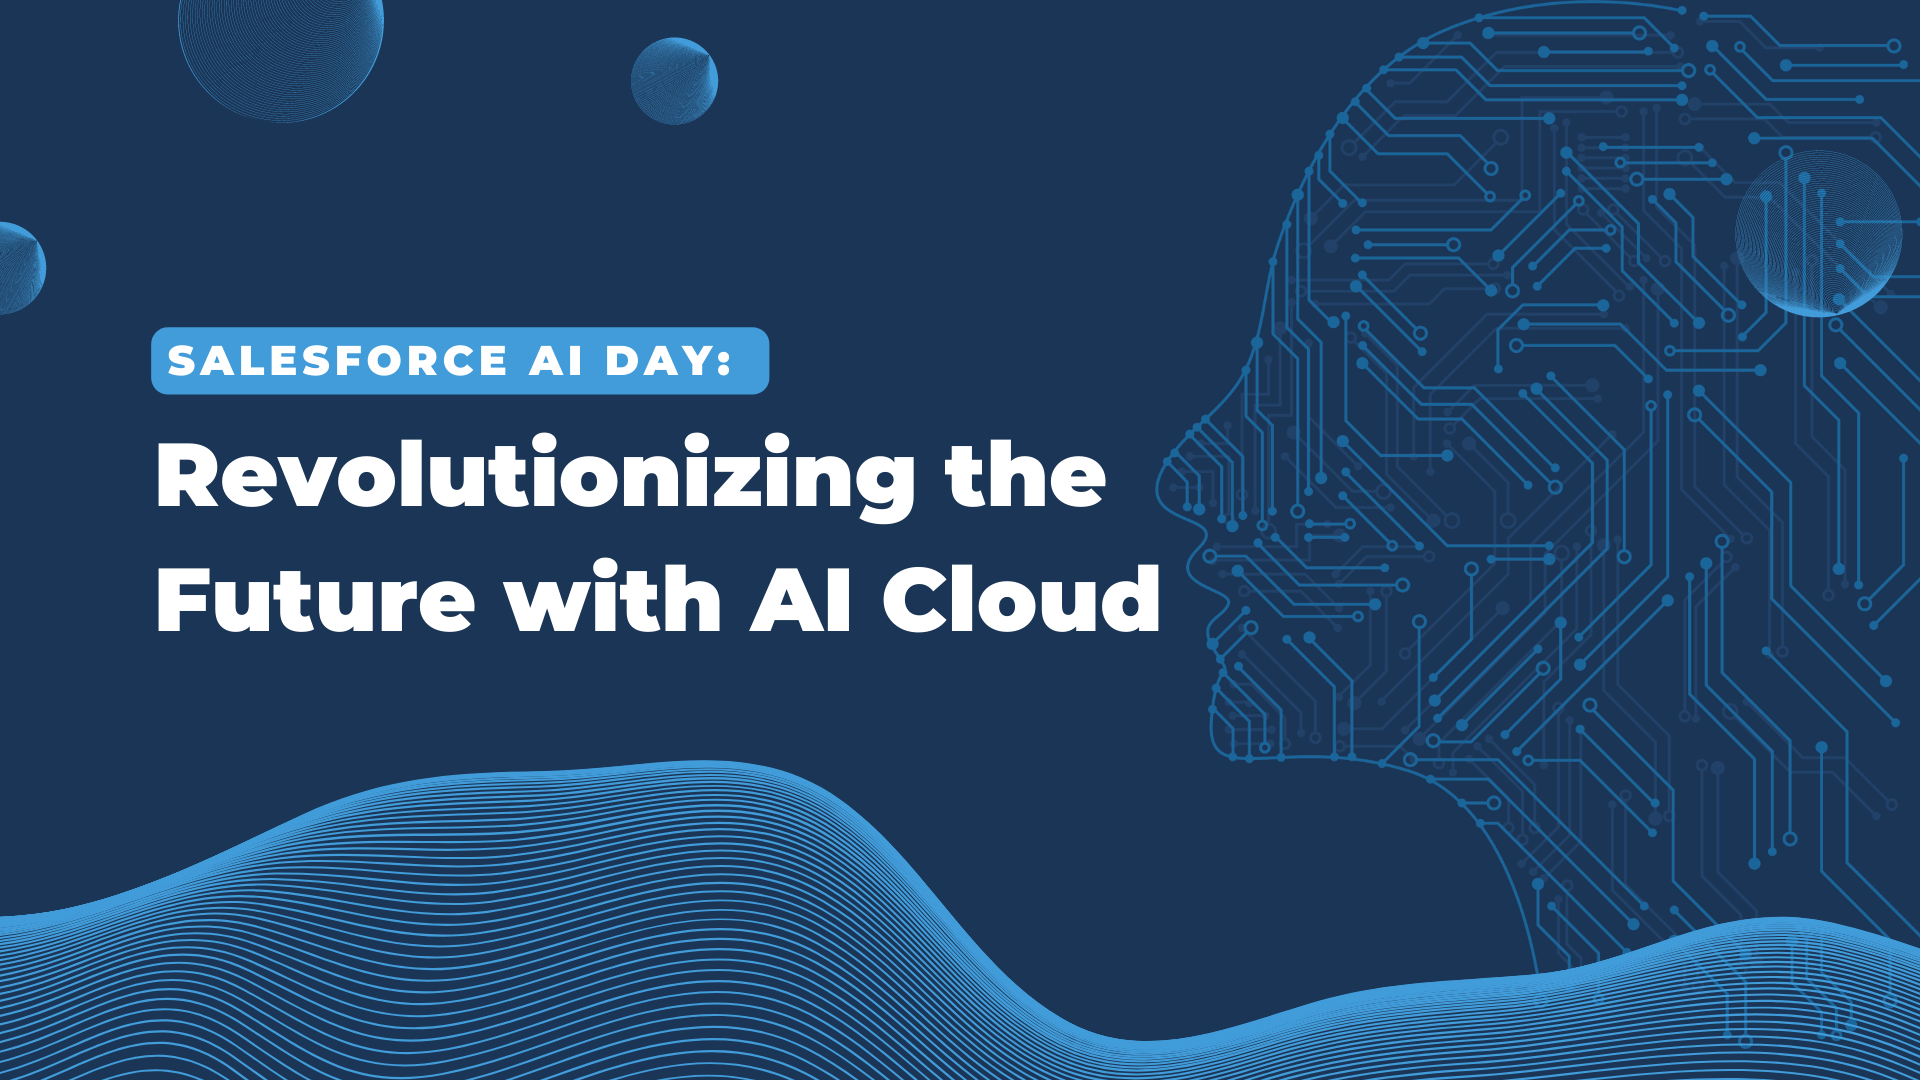 SALESFORCE AI DAY:
Revolutionizing the
Future with AI Cloud